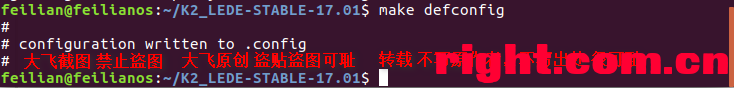 feilian@feilianos:~/K2_LEDE-STABLE-17.01$ make defconfig
#
# configuration written to .config
# 大飞截图 禁止盗图 大飞原创 盗贴盗图可耻 转载 不
right.com.cn
feilian@feilianos:~/K2_LEDE-STABLE-17.01$